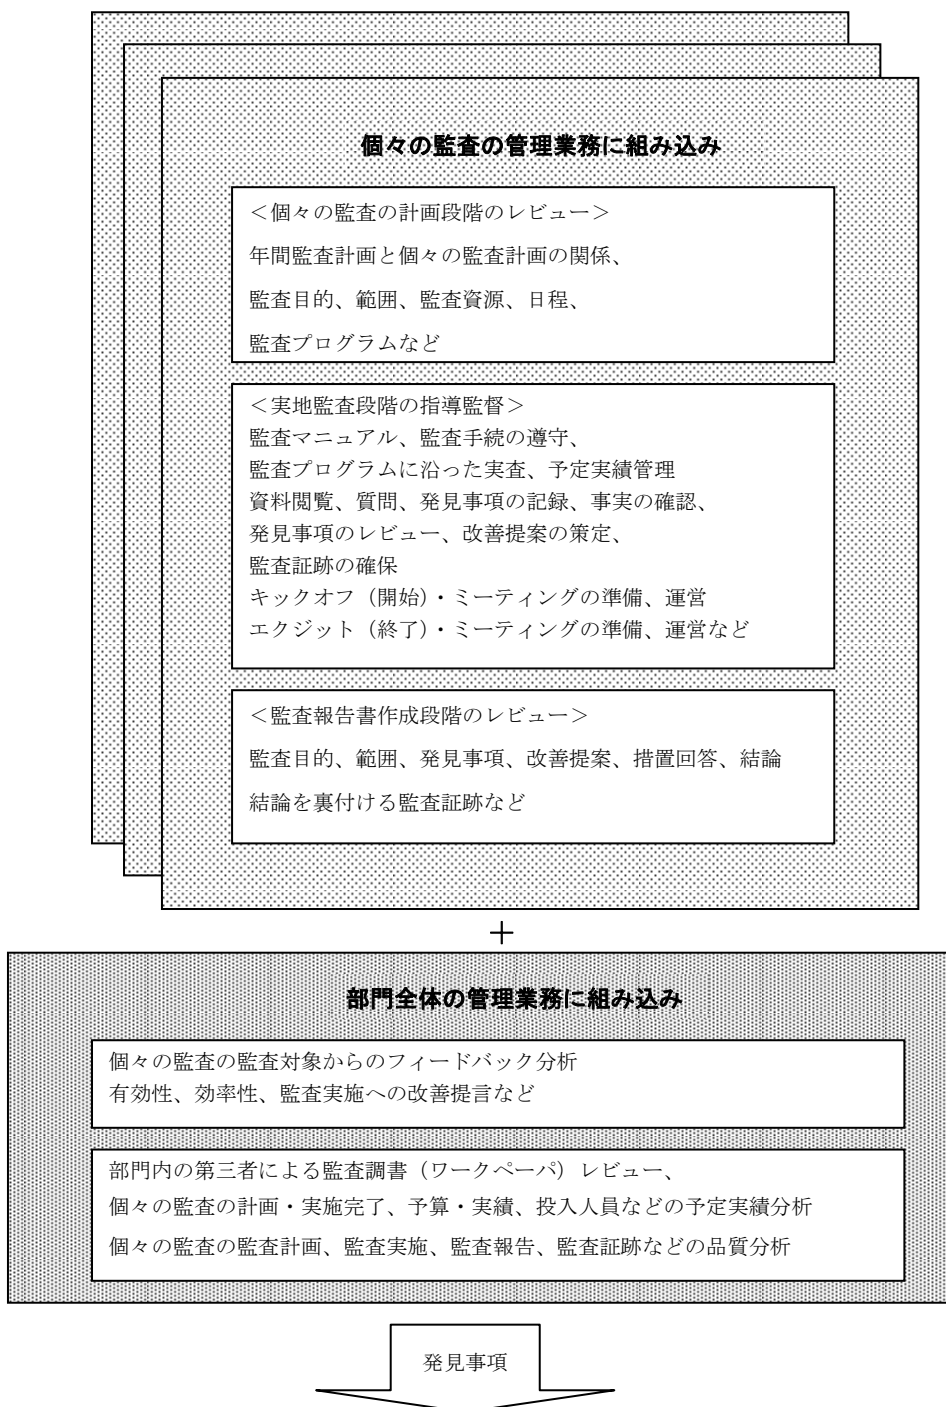 個々の監査の管理業務に組み込み
＜個々の監査の計画段階のレビュー＞
年間監査計画と個々の監査計画の関係、
監査目的、範囲、監査資源、日程、
監査プログラムなど
＜実地監査段階の指導監督＞
監査マニュアル、監査手続の遵守、
監査プログラムに沿った実査、予定実績管理
資料閲覧、質問、発見事項の記録、事実の確認、
発見事項のレビュー、改善提案の策定、
監査証跡の確保
キックオフ（開始）・ミーティングの準備、運営
エクジット（終了）・ミーティングの準備、運営など
＜監査報告書作成段階のレビュー＞
監査目的、範囲、発見事項、改善提案、措置回答、結論
結論を裏付ける監査証跡など
＋
部門全体の管理業務に組み込み
個々の監査の監査対象からのフィードバック分析
有効性、効率性、監査実施への改善提言など
部門内の第三者による監査調書（ワークペーパ）レビュー、
個々の監査の計画・実施完了、予算・実績、投入人員などの予定実績分析
個々の監査の監査計画、監査実施、監査報告、監査証跡などの品質分析
発見事項